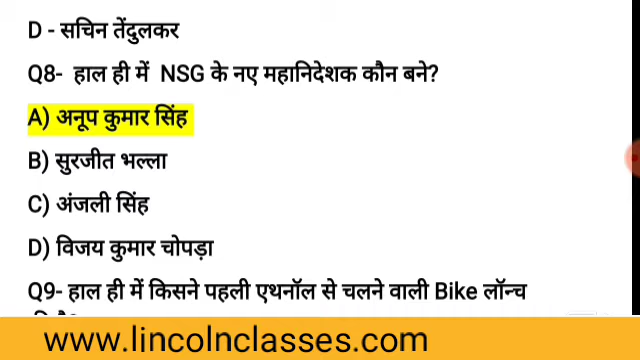 D - सचिन तेंदुलकर
Q8- हाल ही में NSG के नए महानिदेशक कौन बने?
A) अनूप कुमार सिंह
B) सुरजीत भल्ला
C) अंजली सिंह
D) विजय कुमार चोपड़ा
Q9- हाल ही में किसने पहली एथनॉल से चलने वाली Bike लॉन्च
www.lincolnclasses.com